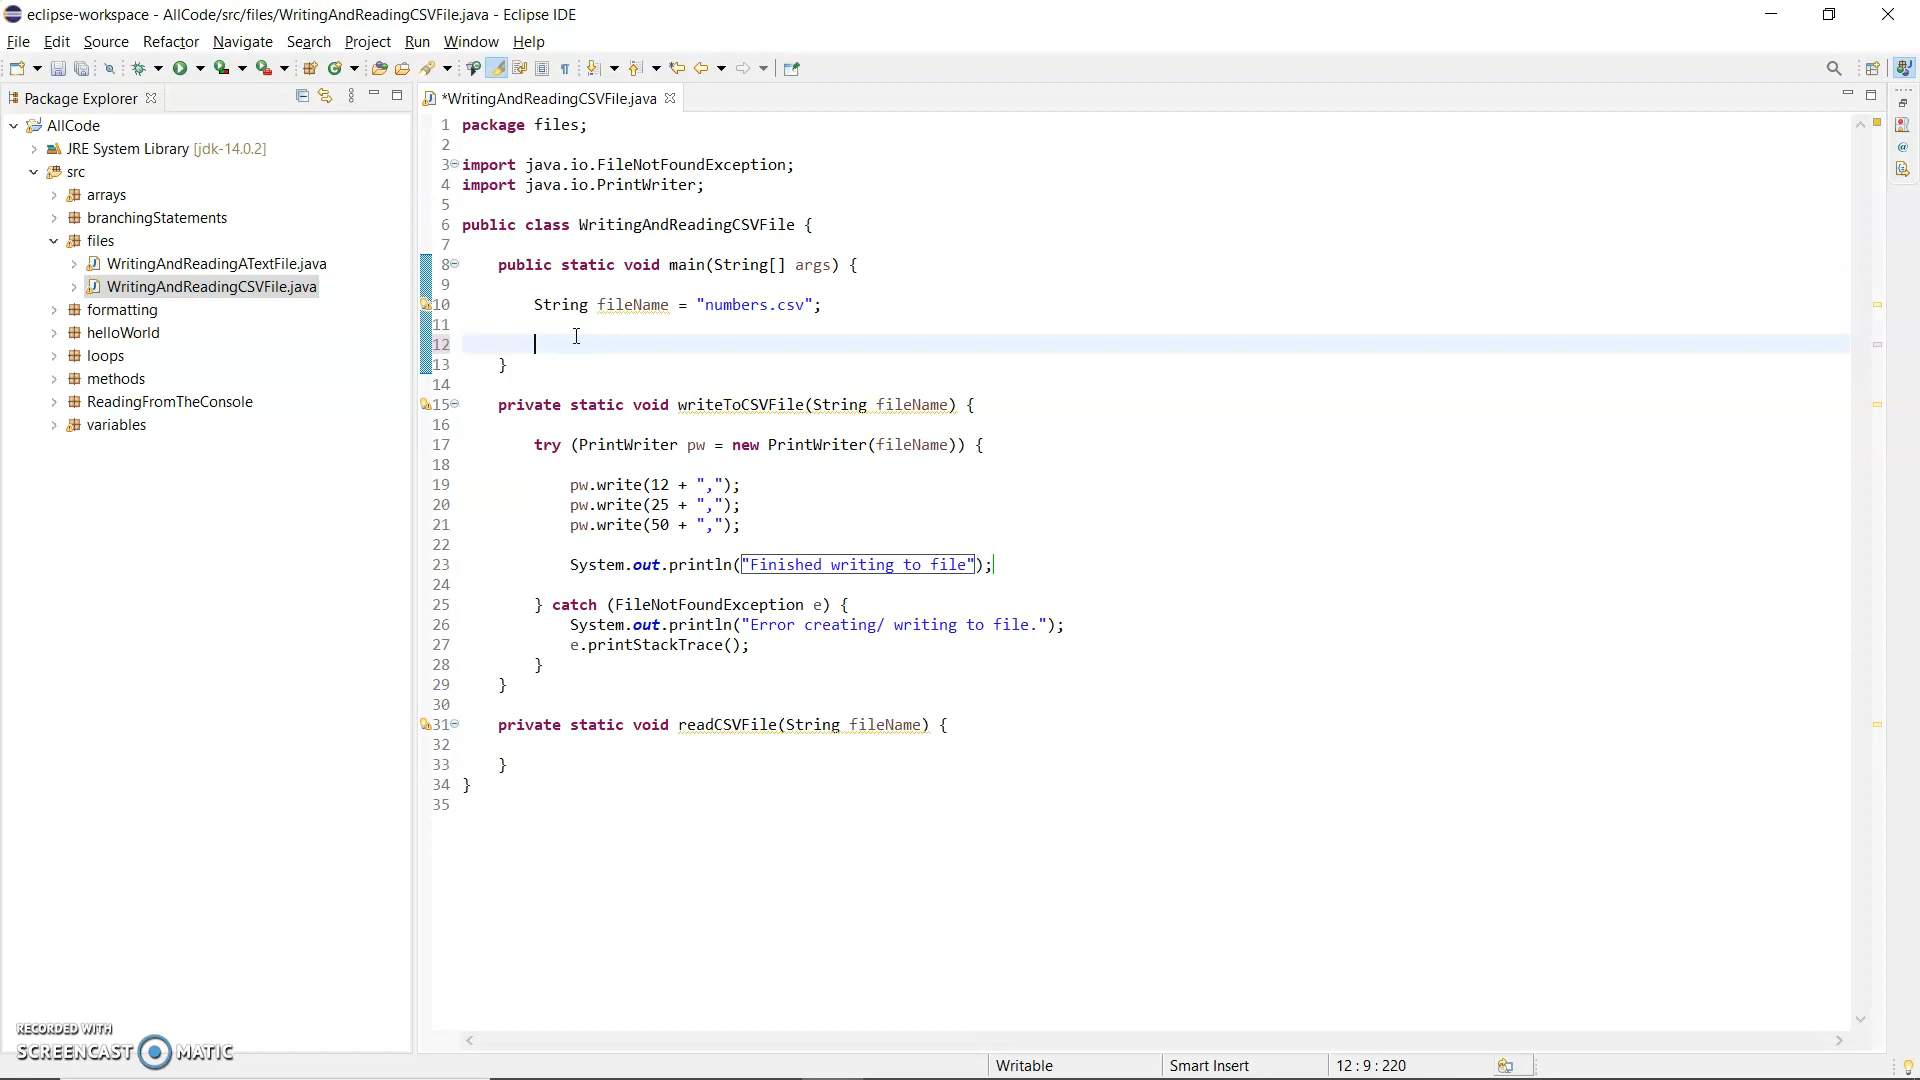 eclipse-workspace - AllCode/src/files/WritingAndReadingCSVFile.java - Eclipse IDE
File Edit Source Refactor Navigate Search Project Run Window Help
Package Explorer
*WritingAndReadingCSVFile.java
AllCode
JRE System Library [jdk-14.0.2]
src
arrays
branchingStatements
files
WritingAndReadingATextFile.java
WritingAndReadingCSVFile.java
formatting
helloWorld
loops
methods
ReadingFromTheConsole
variables
1 package files;
2
3 import java.io.FileNotFoundException;
4 import java.io.PrintWriter;
5
6 public class WritingAndReadingCSVFile {
7
8 public static void main(String[] args) {
9
10 String fileName = "numbers.csv";
11
12
13 }
14
15 private static void writeToCSVFile(String fileName) {
16
17 try (PrintWriter pw = new PrintWriter(fileName)) {
18
19 pw.write(12 + ",");
20 pw.write(25 + ",");
21 pw.write(50 + ",");
22
23 System.out.println("Finished writing to file");
24
25 } catch (FileNotFoundException e) {
26 System.out.println("Error creating/ writing to file.");
27 e.printStackTrace();
28 }
29 }
30
31 private static void readCSVFile(String fileName) {
32
33 }
34 }
35
RECORDED WITH
SCREENCAST MATIC
Writable Smart Insert 12 : 9 : 220